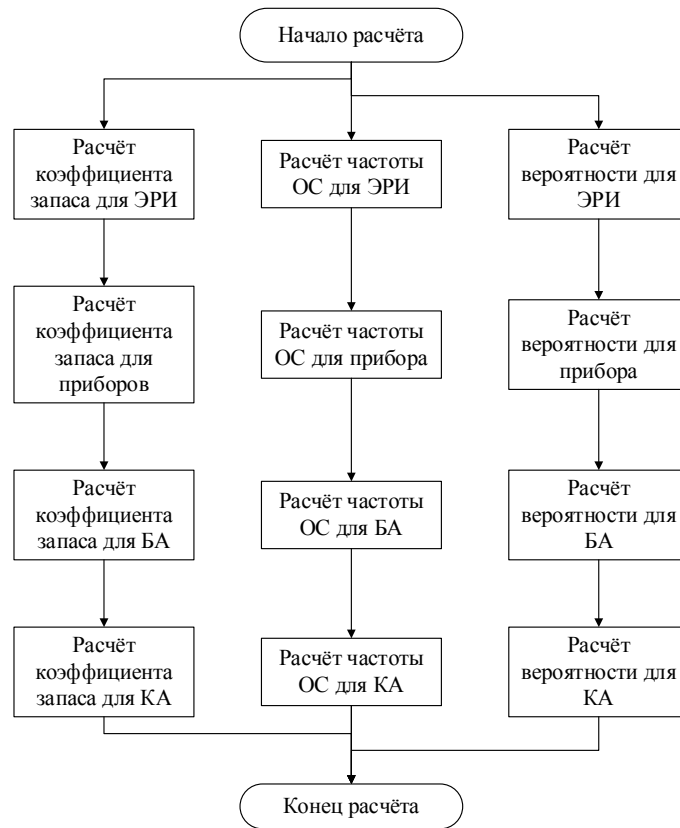 Начало расчёта
Расчёт
коэффициента
запаса для ЭРИ
Расчёт частоты
ОС для ЭРИ
Расчёт
вероятности для
ЭРИ
Расчёт
коэффициента
запаса для
приборов
Расчёт частоты
ОС для прибора
Расчёт
вероятности для
прибора
Расчёт
коэффициента
запаса для БА
Расчёт частоты
ОС для БА
Расчёт
вероятности для
БА
Расчёт
коэффициента
запаса для КА
Расчёт частоты
ОС для КА
Расчёт
вероятности для
КА
Конец расчёта